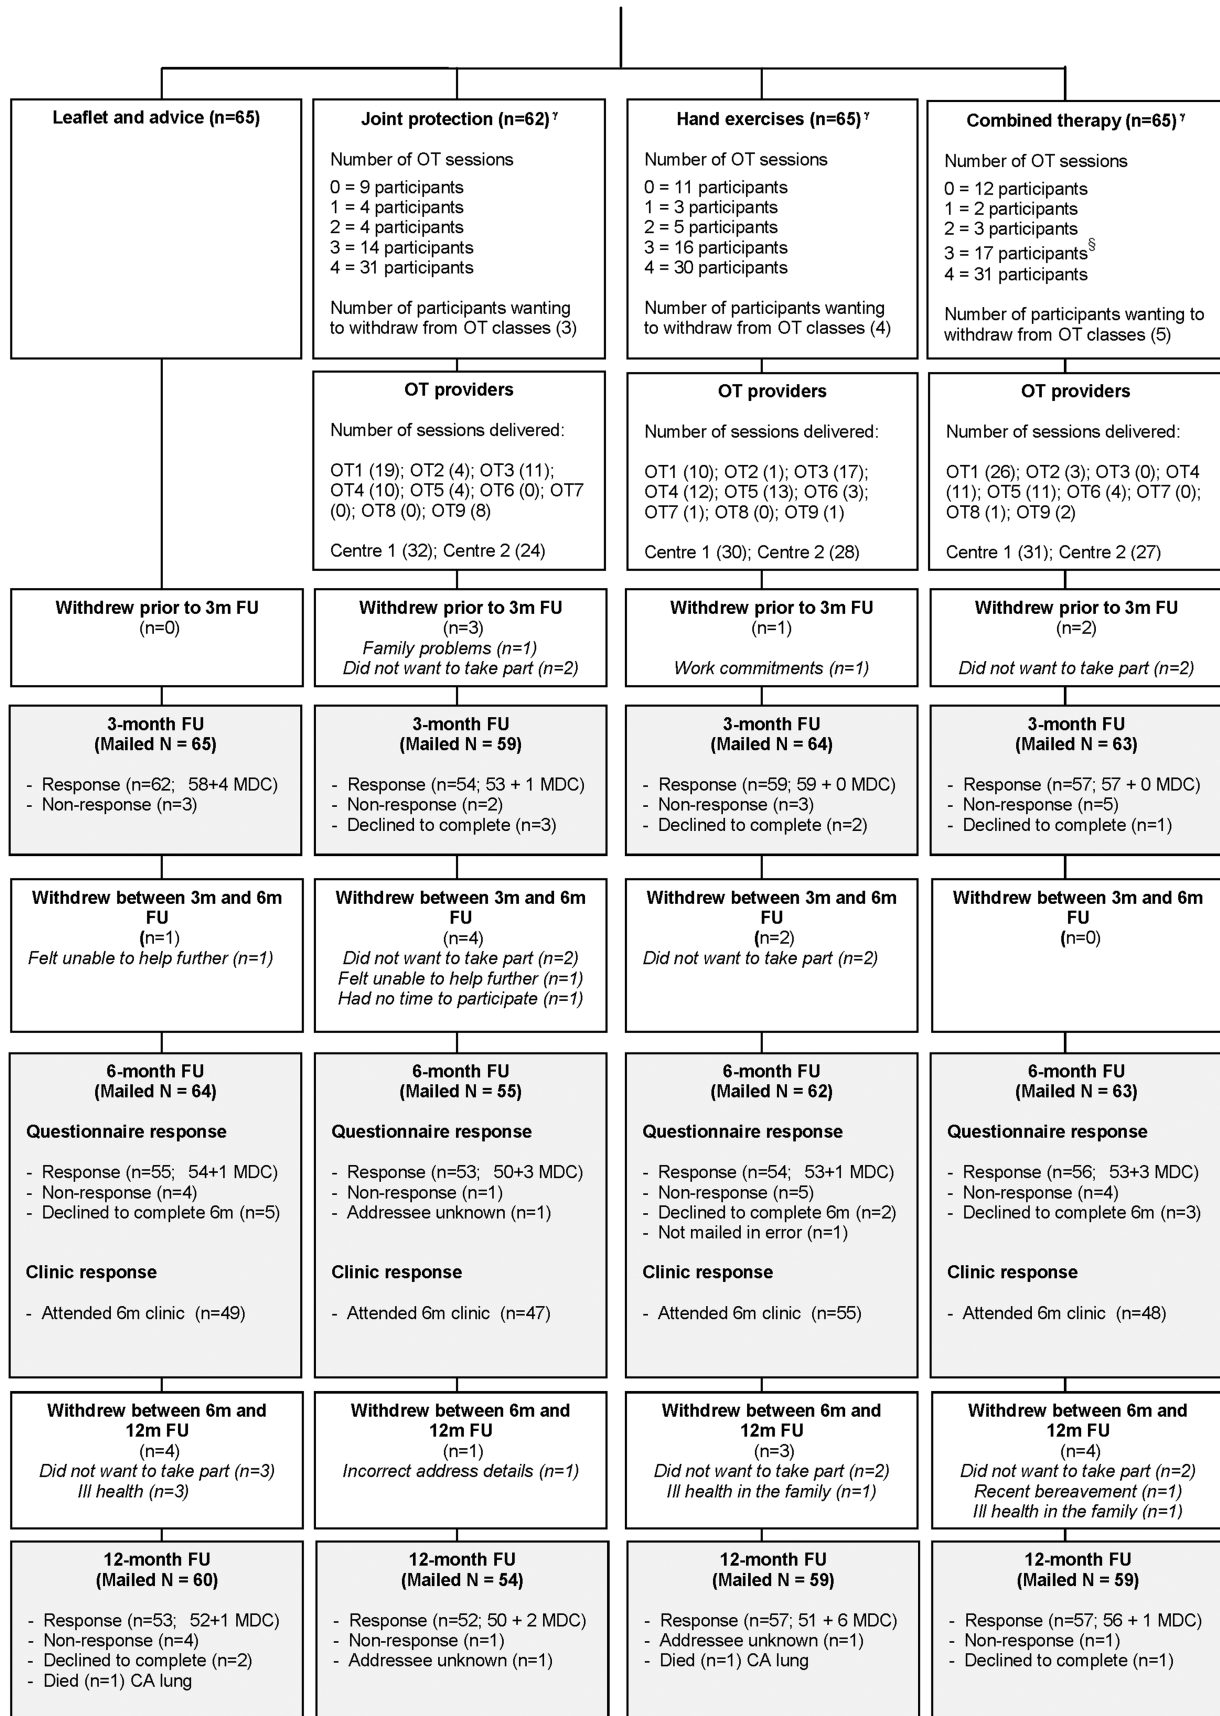 Leaflet and advice (n=65)
Joint protection (n=62) γ
Number of OT sessions
0 = 9 participants
1 = 4 participants
2 = 4 participants
3 = 14 participants
4 = 31 participants
Number of participants wanting
to withdraw from OT classes (3)
Hand exercises (n=65) γ
Number of OT sessions
0 = 11 participants
1 = 3 participants
2 = 5 participants
3 = 16 participants
4 = 30 participants
Number of participants wanting
to withdraw from OT classes (4)
Combined therapy (n=65) γ
Number of OT sessions
0 = 12 participants
1 = 2 participants
2 = 3 participants
3 = 17 participants§
4 = 31 participants
Number of participants wanting to
withdraw from OT classes (5)
OT providers
Number of sessions delivered:
OT1 (19); OT2 (4); OT3 (11);
OT4 (10); OT5 (4); OT6 (0); OT7
(0); OT8 (0); OT9 (8)
Centre 1 (32); Centre 2 (24)
OT providers
Number of sessions delivered:
OT1 (10); OT2 (1); OT3 (17);
OT4 (12); OT5 (13); OT6 (3);
OT7 (1); OT8 (0); OT9 (1)
Centre 1 (30); Centre 2 (28)
OT providers
Number of sessions delivered:
OT1 (26); OT2 (3); OT3 (0); OT4
(11); OT5 (11); OT6 (4); OT7 (0);
OT8 (1); OT9 (2)
Centre 1 (31); Centre 2 (27)
Withdrew prior to 3m FU
(n=0)
Withdrew prior to 3m FU
(n=3)
Family problems (n=1)
Did not want to take part (n=2)
Withdrew prior to 3m FU
(n=1)
Work commitments (n=1)
Withdrew prior to 3m FU
(n=2)
Did not want to take part (n=2)
3-month FU
(Mailed N = 65)
- Response (n=62; 58+4 MDC)
- Non-response (n=3)
3-month FU
(Mailed N = 59)
- Response (n=54; 53 + 1 MDC)
- Non-response (n=2)
- Declined to complete (n=3)
3-month FU
(Mailed N = 64)
- Response (n=59; 59 + 0 MDC)
- Non-response (n=3)
- Declined to complete (n=2)
3-month FU
(Mailed N = 63)
- Response (n=57; 57 + 0 MDC)
- Non-response (n=5)
- Declined to complete (n=1)
Withdrew between 3m and 6m
FU
(n=1)
Felt unable to help further (n=1)
Withdrew between 3m and 6m
FU
(n=4)
Did not want to take part (n=2)
Felt unable to help further (n=1)
Had no time to participate (n=1)
Withdrew between 3m and 6m
FU
(n=2)
Did not want to take part (n=2)
Withdrew between 3m and 6m
FU
(n=0)
6-month FU
(Mailed N = 64)
Questionnaire response
- Response (n=55; 54+1 MDC)
- Non-response (n=4)
- Declined to complete 6m (n=5)
Clinic response
- Attended 6m clinic (n=49)
6-month FU
(Mailed N = 55)
Questionnaire response
- Response (n=53; 50+3 MDC)
- Non-response (n=1)
- Addressee unknown (n=1)
Clinic response
- Attended 6m clinic (n=47)
6-month FU
(Mailed N = 62)
Questionnaire response
- Response (n=54; 53+1 MDC)
- Non-response (n=5)
- Declined to complete 6m (n=2)
- Not mailed in error (n=1)
Clinic response
- Attended 6m clinic (n=55)
6-month FU
(Mailed N = 63)
Questionnaire response
- Response (n=56; 53+3 MDC)
- Non-response (n=4)
- Declined to complete 6m (n=3)
Clinic response
- Attended 6m clinic (n=48)
Withdrew between 6m and
12m FU
(n=4)
Did not want to take part (n=3)
Ill health (n=3)
Withdrew between 6m and
12m FU
(n=1)
Incorrect address details (n=1)
Withdrew between 6m and
12m FU
(n=3)
Did not want to take part (n=2)
Ill health in the family (n=1)
Withdrew between 6m and
12m FU
(n=4)
Did not want to take part (n=2)
Recent bereavement (n=1)
Ill health in the family (n=1)
12-month FU
(Mailed N = 60)
- Response (n=53; 52+1 MDC)
- Non-response (n=4)
- Declined to complete (n=2)
- Died (n=1) CA lung
12-month FU
(Mailed N = 54)
- Response (n=52; 50 + 2 MDC)
- Non-response (n=1)
- Addressee unknown (n=1)
12-month FU
(Mailed N = 59)
- Response (n=57; 51 + 6 MDC)
- Addressee unknown (n=1)
- Died (n=1) CA lung
12-month FU
(Mailed N = 59)
- Response (n=57; 56 + 1 MDC)
- Non-response (n=1)
- Declined to complete (n=1)